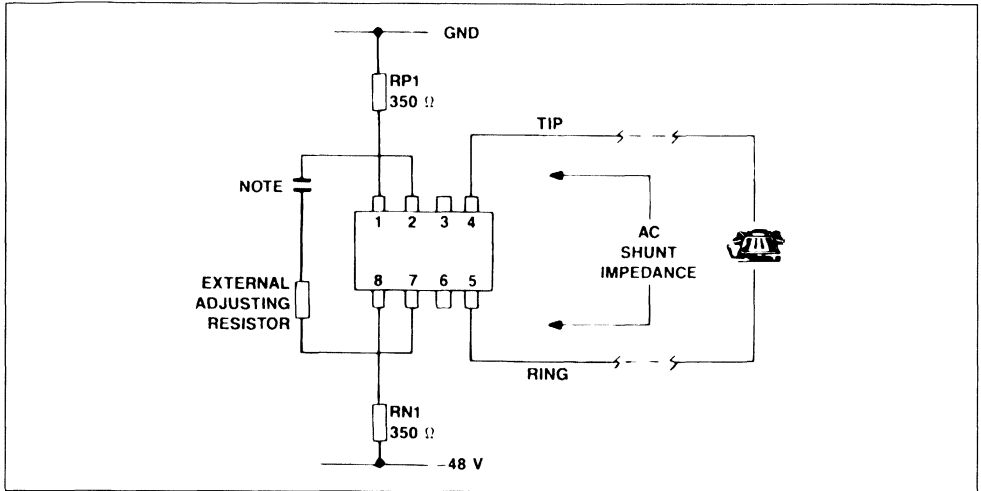 GND
RP1
350 Ω
TIP
NOTE
1 2 3 4
AC
SHUNT
IMPEDANCE
8 7 6 5
EXTERNAL
ADJUSTING
RESISTOR
RING
RN1
350 Ω
-48 V